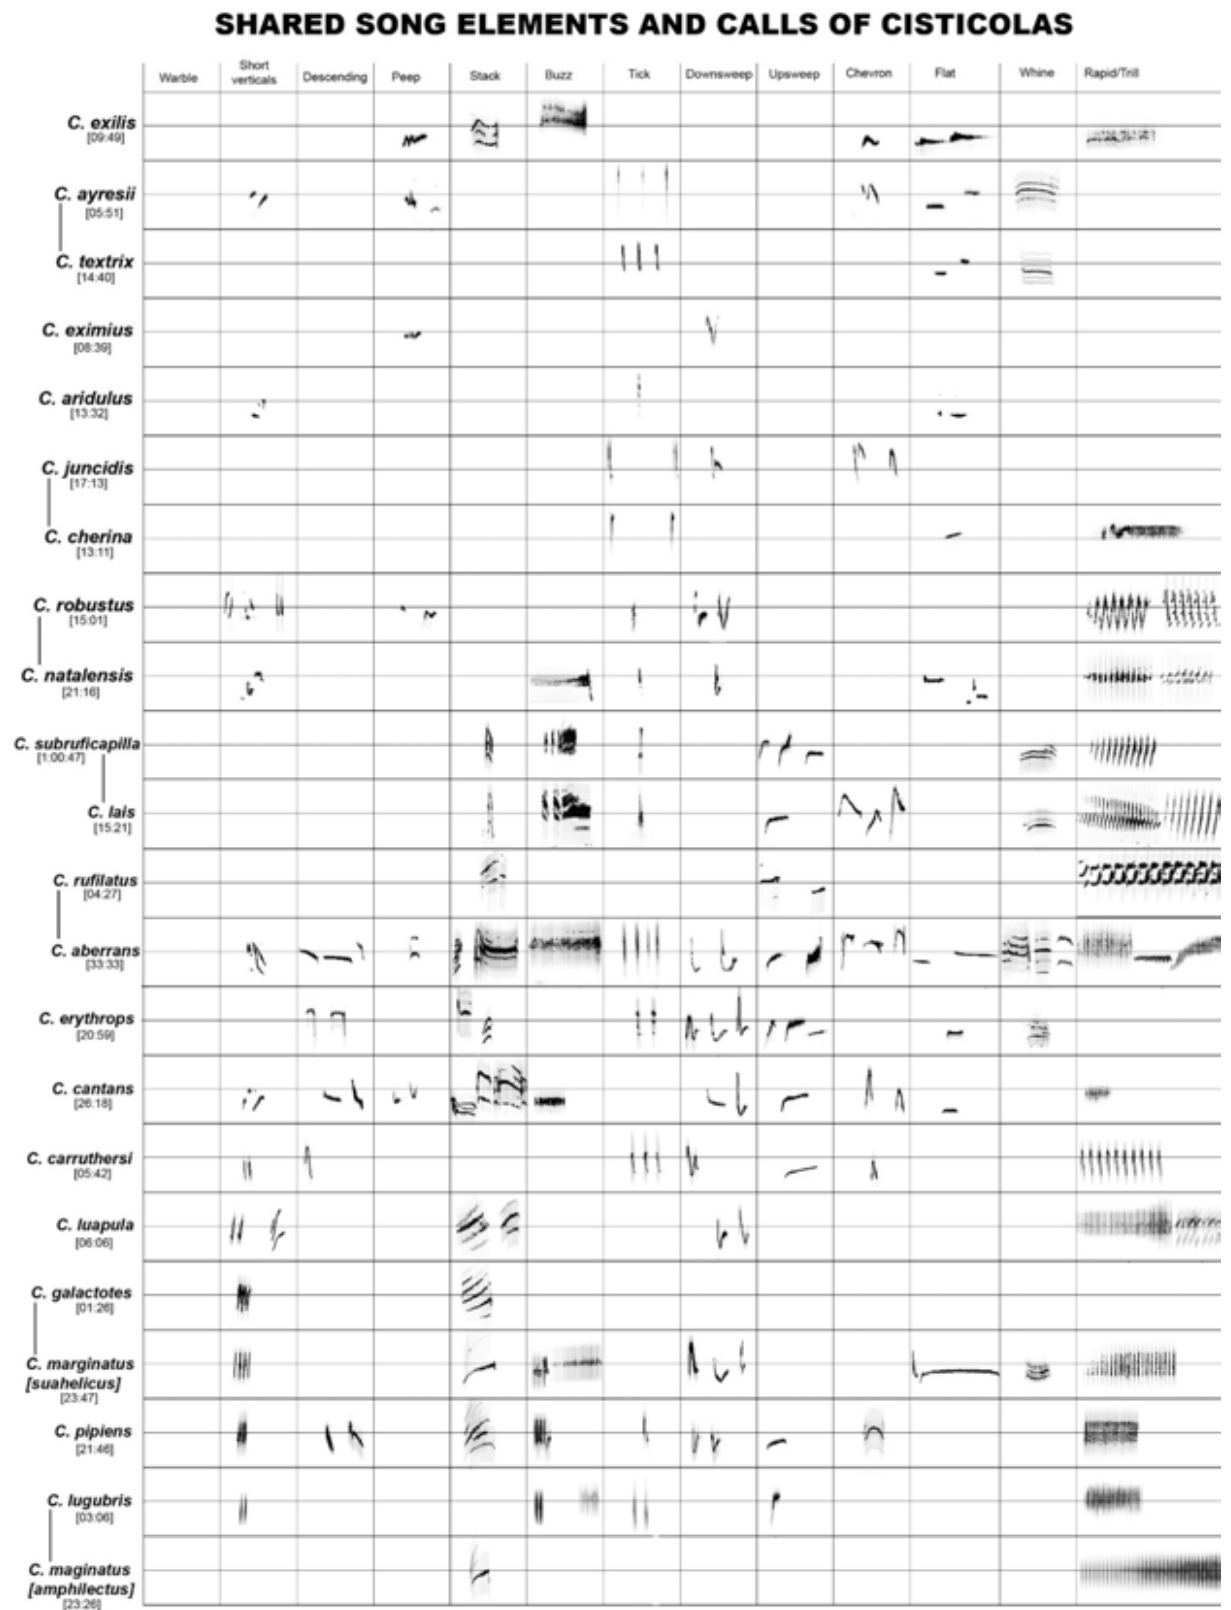 SHARED SONG ELEMENTS AND CALLS OF CISTICOLAS
Warble
Short
verticals
Descending
Peep
Stack
Buzz
Tick
Downsweep
Upsweep
Chevron
Flat
Whine
Rapid/Trill
C. exilis
[09:49]
C. ayresii
[05:51]
C. textrix
[14:40]
C. eximius
[08:39]
C. aridulus
[13:32]
C. juncidis
[17:13]
C. cherina
[13:11]
C. robustus
[15:01]
C. natalensis
[21:16]
C. subruficapilla
[1:00:47]
C. lais
[15:21]
C. rufilatus
[04:27]
C. aberrans
[33:33]
C. erythrops
[20:59]
C. cantans
[26:18]
C. carruthersi
[05:42]
C. luapula
[06:06]
C. galactotes
[01:26]
C. marginatus
[suahelicus]
[23:47]
C. pipiens
[21:46]
C. lugubris
[03:06]
C. maginatus
[amphilectus]
[23:26]